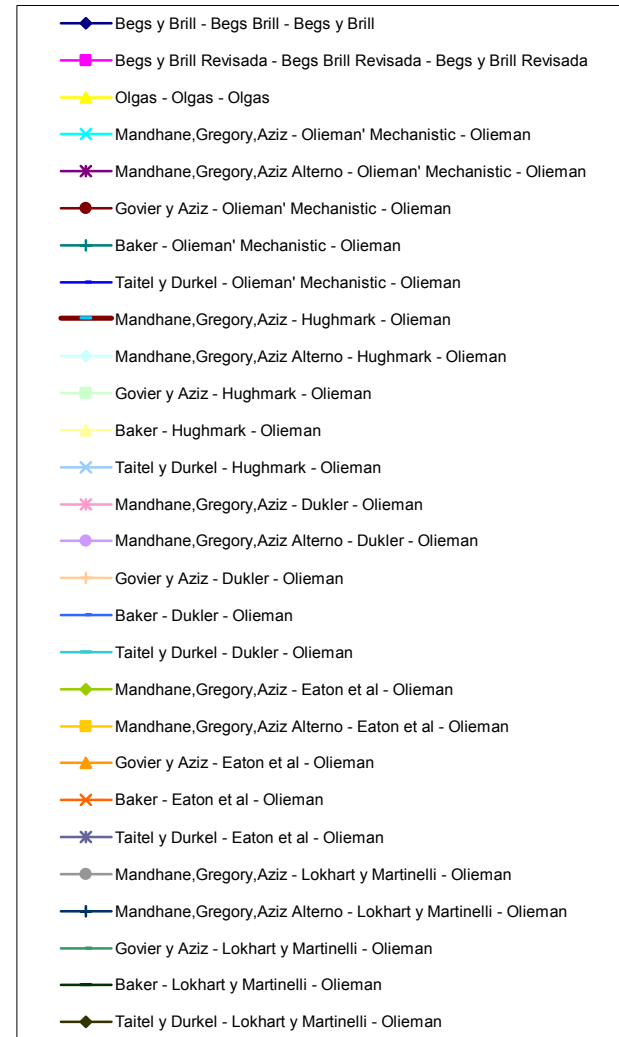 Begs y Brill - Begs Brill - Begs y Brill
Begs y Brill Revisada - Begs Brill Revisada - Begs y Brill Revisada
Olgas - Olgas - Olgas
Mandhane,Gregory,Aziz - Olieman' Mechanistic - Olieman
Mandhane,Gregory,Aziz Alterno - Olieman' Mechanistic - Olieman
Govier y Aziz - Olieman' Mechanistic - Olieman
Baker - Olieman' Mechanistic - Olieman
Taitel y Durkel - Olieman' Mechanistic - Olieman
Mandhane,Gregory,Aziz - Hughmark - Olieman
Mandhane,Gregory,Aziz Alterno - Hughmark - Olieman
Govier y Aziz - Hughmark - Olieman
Baker - Hughmark - Olieman
Taitel y Durkel - Hughmark - Olieman
Mandhane,Gregory,Aziz - Dukler - Olieman
Mandhane,Gregory,Aziz Alterno - Dukler - Olieman
Govier y Aziz - Dukler - Olieman
Baker - Dukler - Olieman
Taitel y Durkel - Dukler - Olieman
Mandhane,Gregory,Aziz - Eaton et al - Olieman
Mandhane,Gregory,Aziz Alterno - Eaton et al - Olieman
Govier y Aziz - Eaton et al - Olieman
Baker - Eaton et al - Olieman
Taitel y Durkel - Eaton et al - Olieman
Mandhane,Gregory,Aziz - Lokhart y Martinelli - Olieman
Mandhane,Gregory,Aziz Alterno - Lokhart y Martinelli - Olieman
Govier y Aziz - Lokhart y Martinelli - Olieman
Baker - Lokhart y Martinelli - Olieman
Taitel y Durkel - Lokhart y Martinelli - Olieman